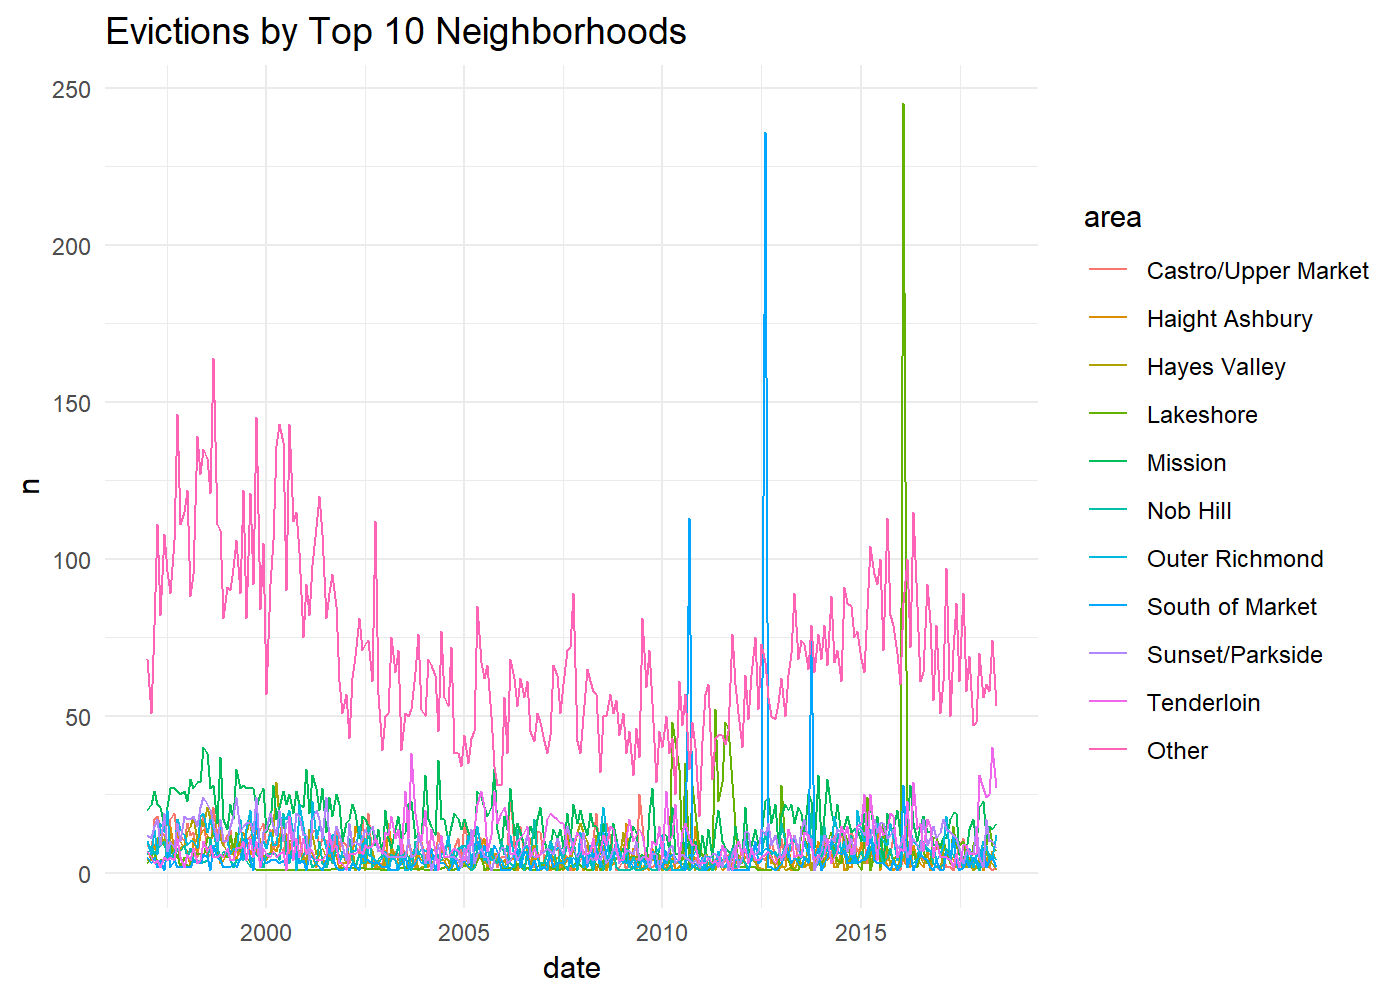 Evictions by Top 10 Neighborhoods
250
200
150
100
50
0
n
2000
2005
2010
2015
date
area
Castro/Upper Market
Haight Ashbury
Hayes Valley
Lakeshore
Mission
Nob Hill
Outer Richmond
South of Market
Sunset/Parkside
Tenderloin
Other